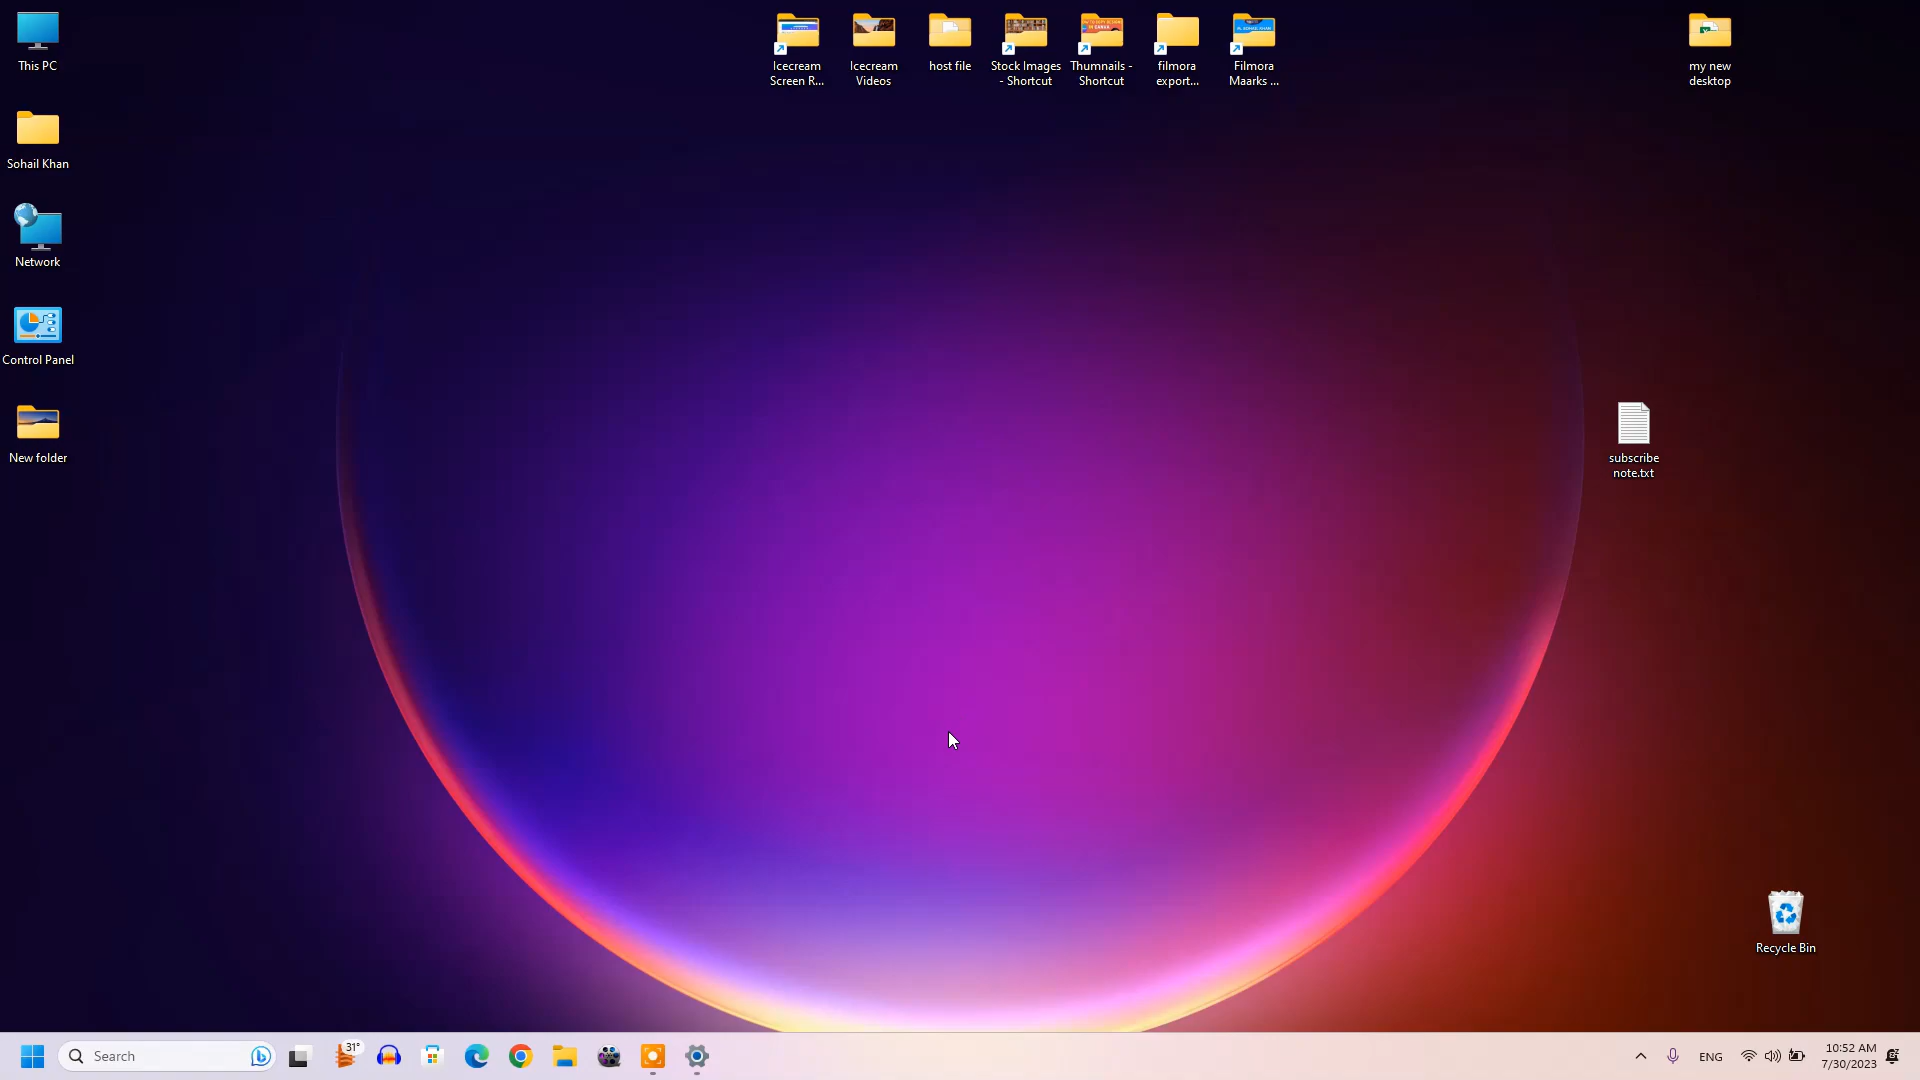 This PC
Sohail Khan
Network
Control Panel
New folder
Icecream
Screen R...
Icecream
Videos
host file
Stock Images
- Shortcut
Thumnails -
Shortcut
filmora
export...
Filmora
Maarks ...
my new
desktop
subscribe
note.txt
Recycle Bin
Search
31°
ENG
10:52 AM
7/30/2023